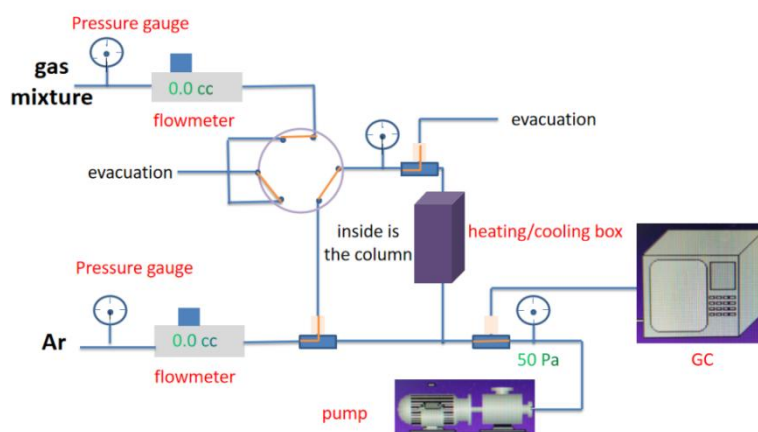 Pressure gauge
gas
mixture
0.0 cc
flowmeter
evacuation
evacuation
inside is
the column
heating/cooling box
Pressure gauge
Ar
0.0 cc
flowmeter
50 Pa
GC
pump